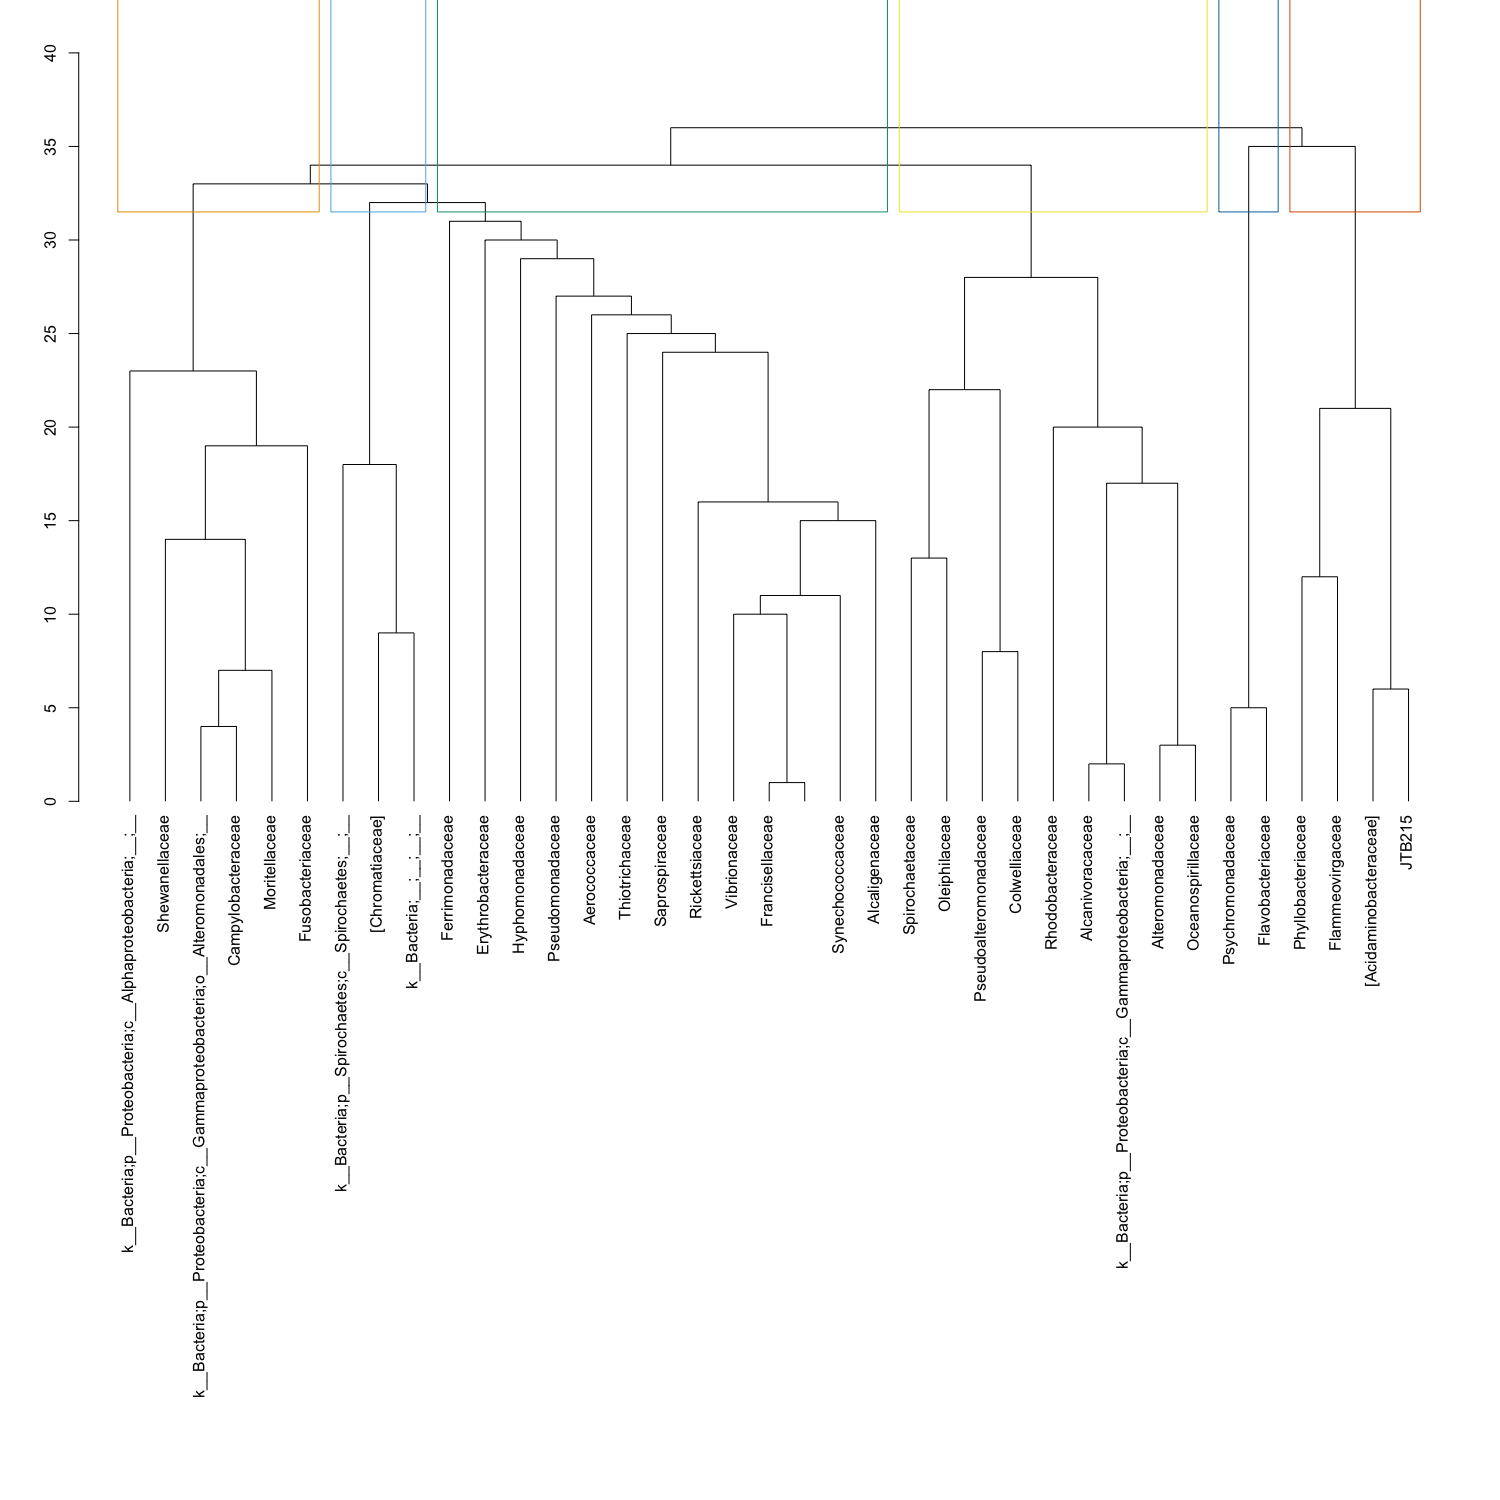 40
35
30
25
20
15
10
5
0
k__Bacteria;p__Proteobacteria;c__Alphaproteobacteria;__;__
Shewanellaceae
k__Bacteria;p__Proteobacteria;c__Gammaproteobacteria;o__Alteromonadales;__
Campylobacteraceae
Moritellaceae
Fusobacteriaceae
k__Bacteria;p__Spirochaetes;c__Spirochaetes;__;__
[Chromatiaceae]
k__Bacteria;__;__;__;__
Ferrimonadaceae
Erythrobacteraceae
Hyphomonadaceae
Pseudomonadaceae
Aerococcaceae
Thiotrichaceae
Saprospiraceae
Rickettsiaceae
Vibrionaceae
Francisellaceae
Synechococcaceae
Alcaligenaceae
Spirochaetaceae
Oleiphilaceae
Pseudoalteromonadaceae
Colwelliaceae
Rhodobacteraceae
Alcanivoracaceae
k__Bacteria;p__Proteobacteria;c__Gammaproteobacteria;__;__
Alteromonadaceae
Oceanospirillaceae
Psychromonadaceae
Flavobacteriaceae
Phyllobacteriaceae
Flammeovirgaceae
[Acidaminobacteraceae]
JTB215